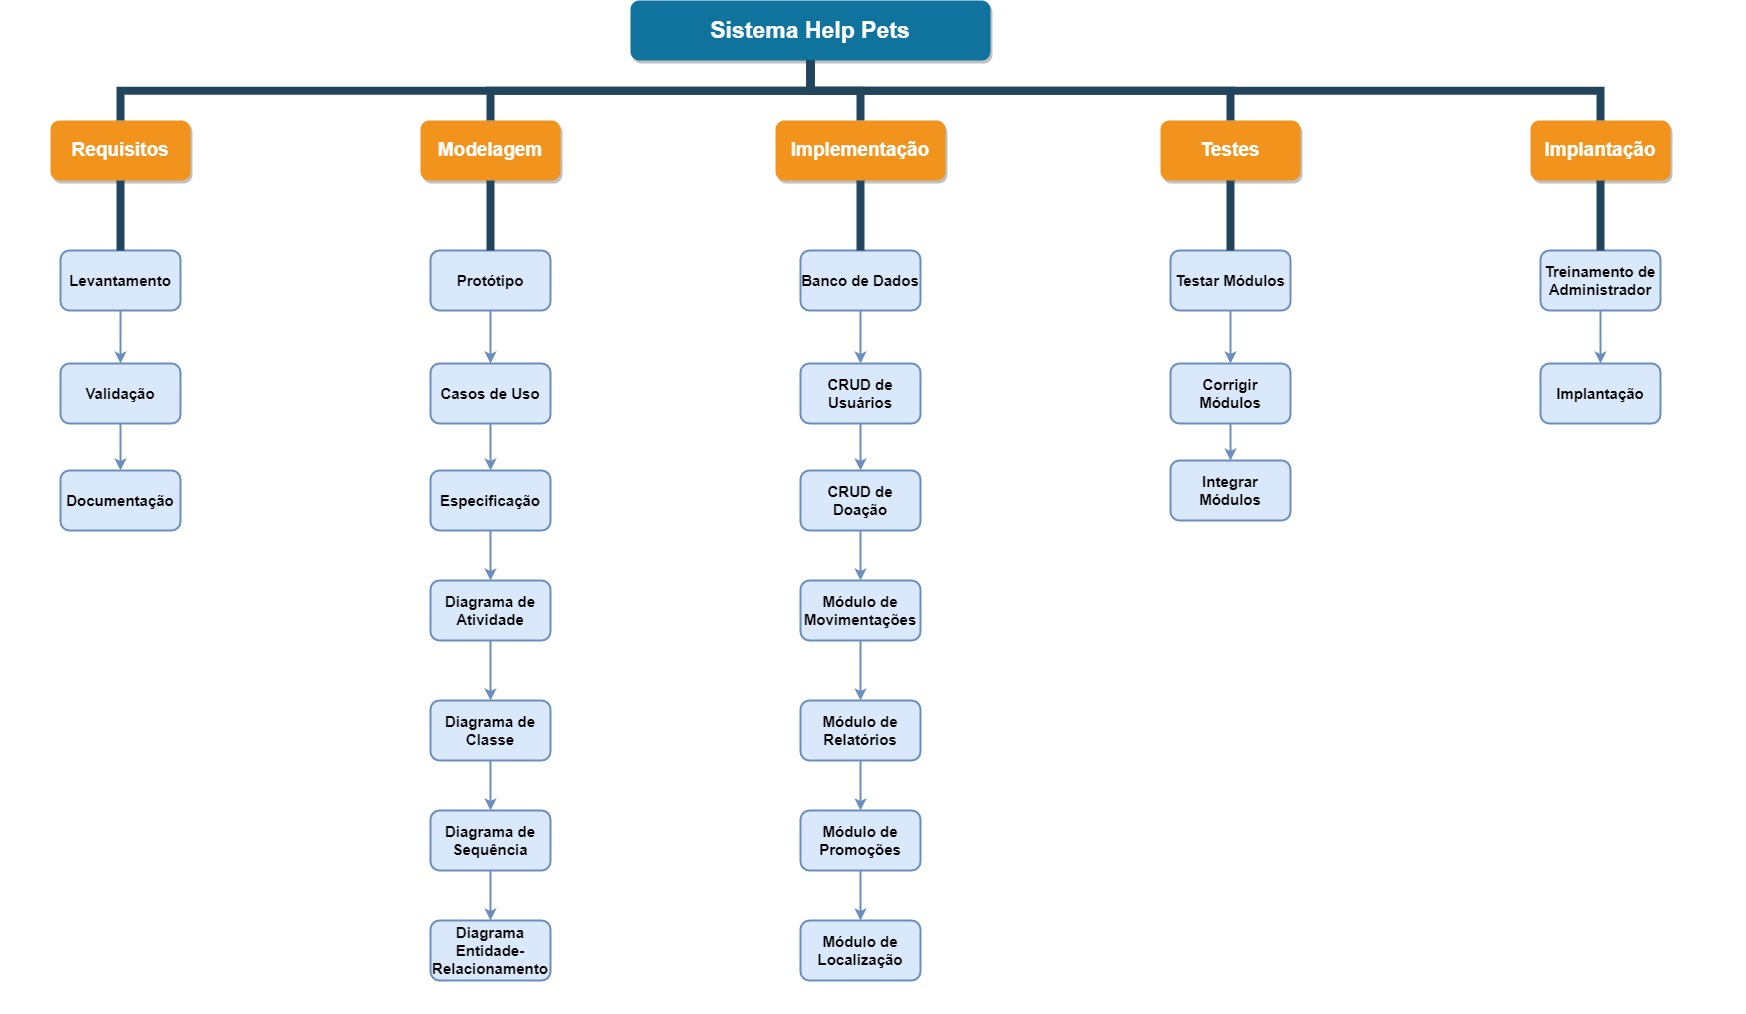 Sistema Help Pets
Requisitos
Modelagem
Implementação
Testes
Implantação
Levantamento
Validação
Documentação
Protótipo
Casos de Uso
Especificação
Diagrama de
Atividade
Diagrama de
Classe
Diagrama de
Sequência
Diagrama
Entidade-
Relacionamento
Banco de Dados
CRUD de
Usuários
CRUD de
Doação
Módulo de
Movimentações
Módulo de
Relatórios
Módulo de
Promoções
Módulo de
Localização
Testar Módulos
Corrigir
Módulos
Integrar
Módulos
Treinamento de
Administrador
Implantação